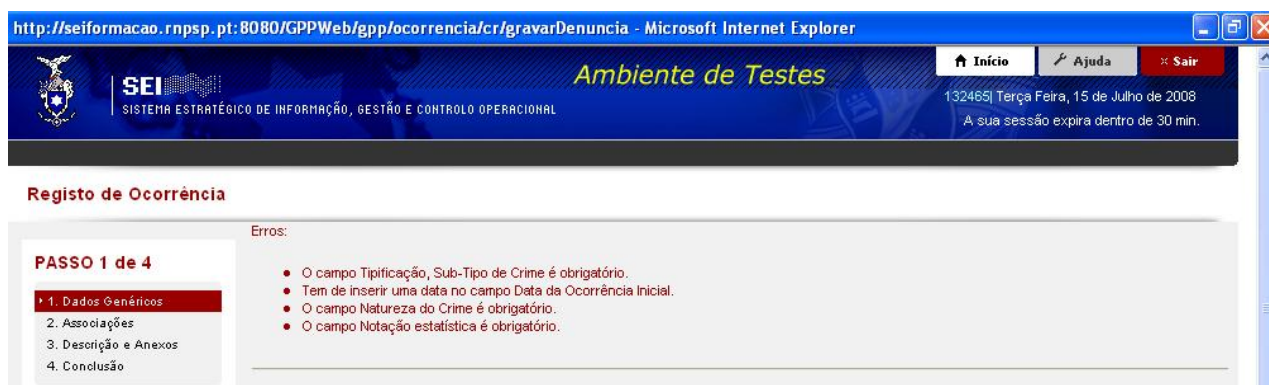 http://seiformacao.rnpsp.pt:8080/GPPWeb/gpp/ocorrencia/cr/gravarDenuncia - Microsoft Internet Explorer
Início
Ajuda
× Sair
SEI
Ambiente de Testes
SISTEMA ESTRATÉGICO DE INFORMAÇÃO, GESTÃO E CONTROLO OPERACIONAL
132465| Terça Feira, 15 de Julho de 2008
A sua sessão expira dentro de 30 min.
Registo de Ocorrência
PASSO 1 de 4
1. Dados Genéricos
2. Associações
3. Descrição e Anexos
4. Conclusão
Erros:
• O campo Tipificação, Sub-Tipo de Crime é obrigatório.
• Tem de inserir uma data no campo Data da Ocorrência Inicial.
• O campo Natureza do Crime é obrigatório.
• O campo Notação estatística é obrigatório.